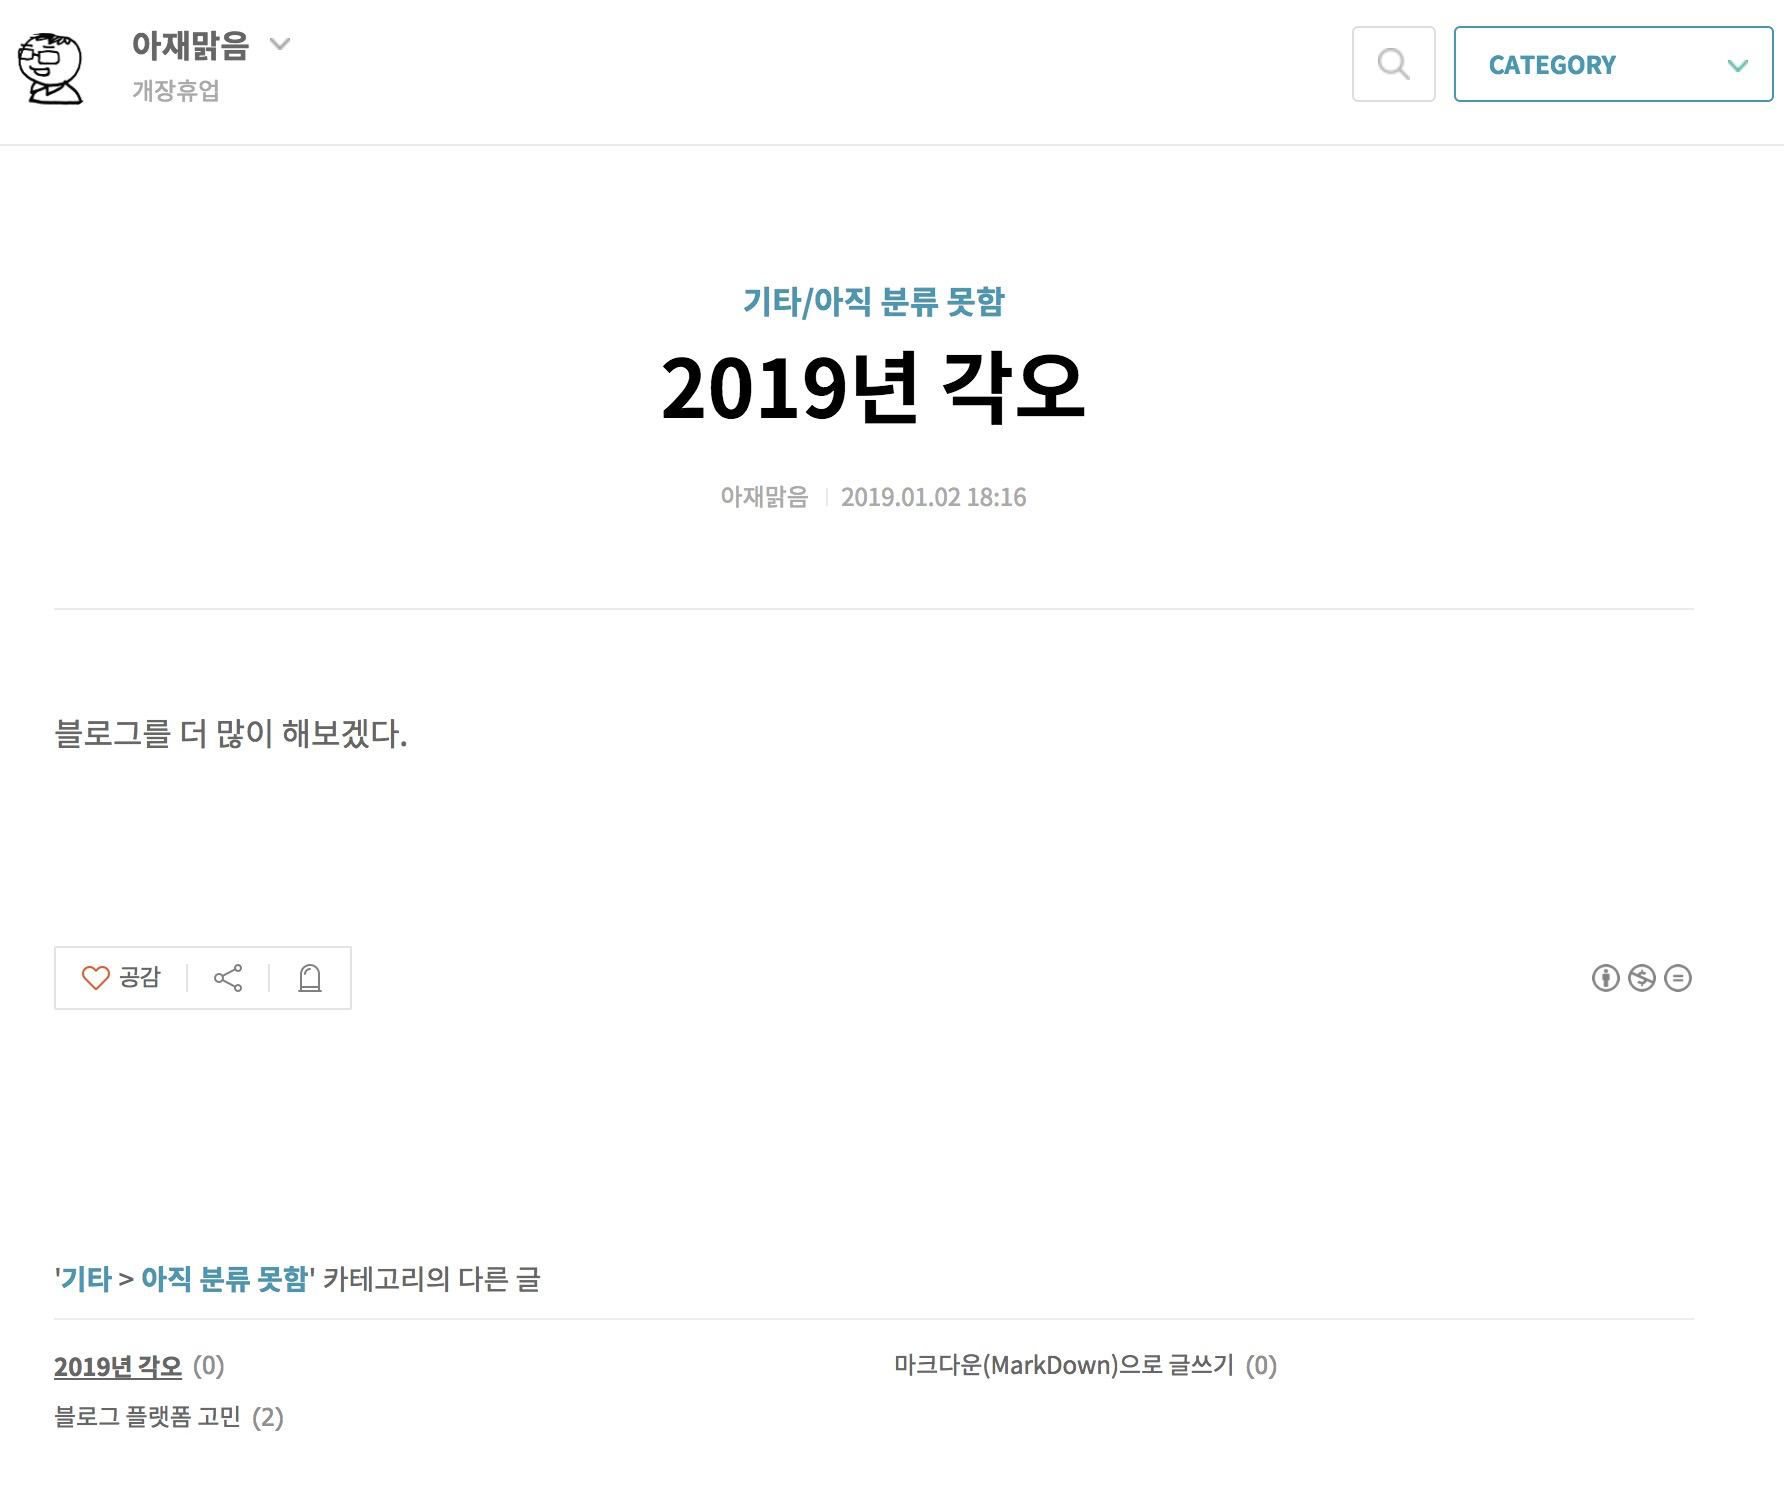 아재맑음
개장휴업
CATEGORY
기타/아직 분류 못함
2019년 각오
아재맑음 2019.01.02 18:16
블로그를 더 많이 해보겠다.
공감
'기타 > 아직 분류 못함' 카테고리의 다른 글
2019년 각오 (0)
마크다운(MarkDown)으로 글쓰기 (0)
블로그 플랫폼 고민 (2)